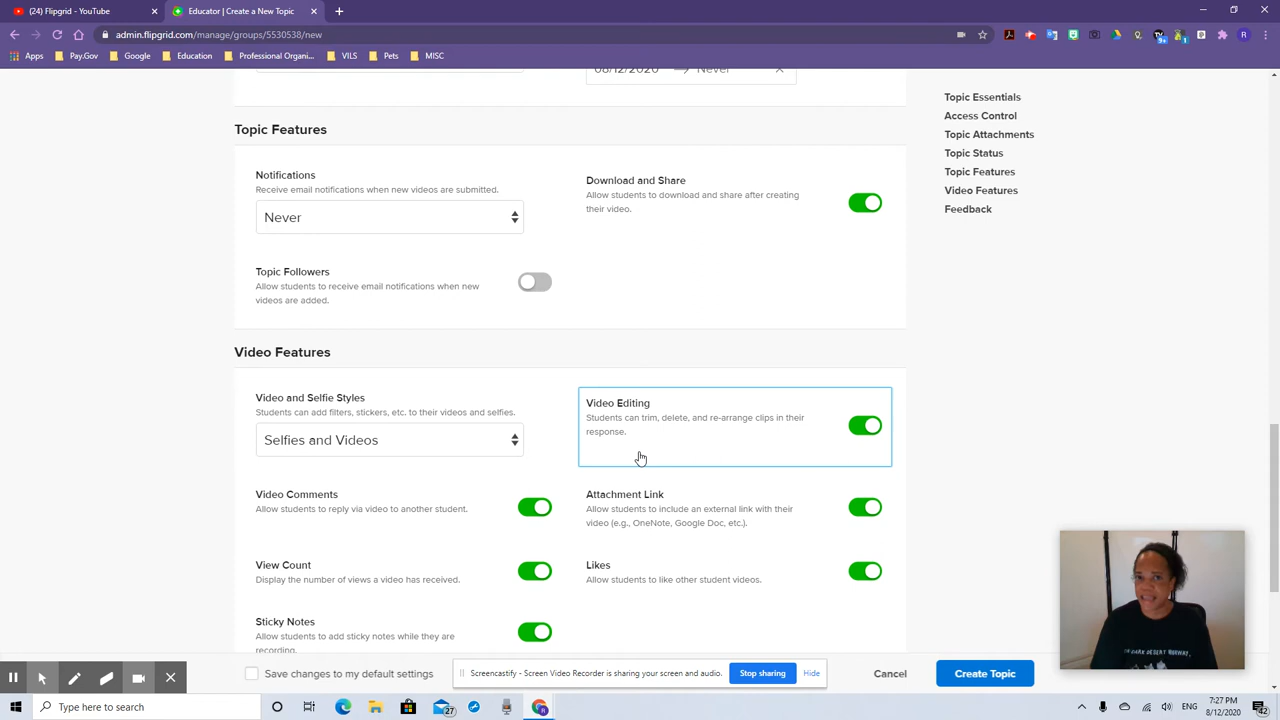 (24) Flipgrid - YouTube
Educator | Create a New Topic
admin.flipgrid.com/manage/groups/5530538/new
Apps
Pay.Gov
Google
Education
Professional Organ...
VILS
Pets
MISC
08/12/2020 → Never
Topic Essentials
Access Control
Topic Attachments
Topic Status
Topic Features
Video Features
Feedback
Topic Features
Notifications
Receive email notifications when new videos are submitted.
Never
Download and Share
Allow students to download and share after creating
their video.
Topic Followers
Allow students to receive email notifications when new
videos are added.
Video Features
Video and Selfie Styles
Students can add filters, stickers, etc. to their videos and selfies.
Selfies and Videos
Video Editing
Students can trim, delete, and re-arrange clips in their
response.
Video Comments
Allow students to reply via video to another student.
Attachment Link
Allow students to include an external link with their
video (e.g., OneNote, Google Doc, etc.).
View Count
Display the number of views a video has received.
Likes
Allow students to like other student videos.
Sticky Notes
Allow students to add sticky notes while they are
recording.
Save changes to my default settings
Screencastify - Screen Video Recorder is sharing your screen and audio.
Stop sharing
Hide
Cancel
Create Topic
Type here to search
27
7:27 PM
8/12/2020
42